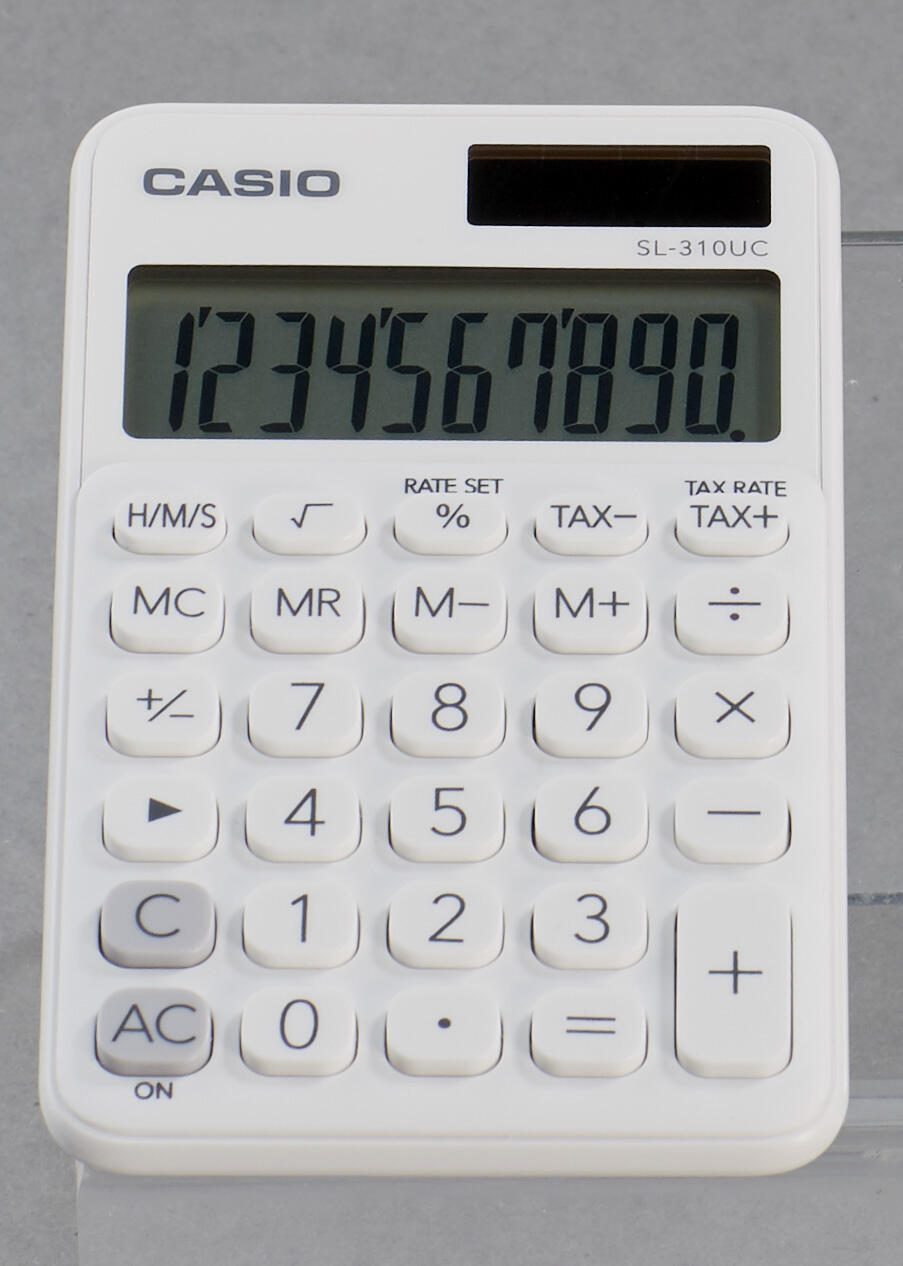 CASIO
SL-310UC
1'234'567'890.
RATE SET TAX RATE
H/M/S √ % TAX− TAX+
MC MR M− M+ ÷
+/− 7 8 9 ×
▶ 4 5 6 −
C 1 2 3
+
AC 0 · =
ON